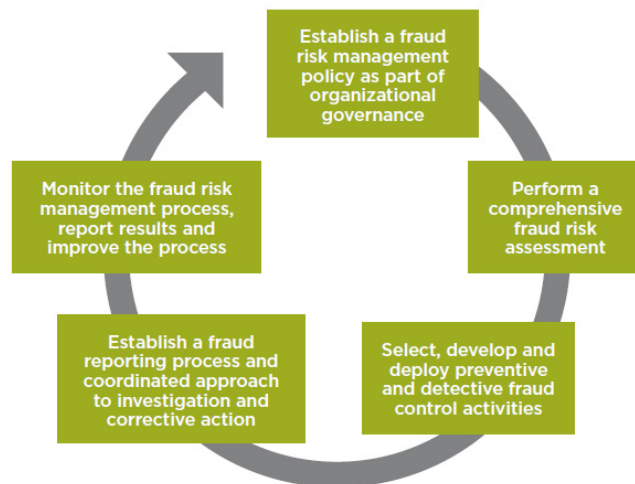 Establish a fraud
risk management
policy as part of
organizational
governance
Perform a
comprehensive
fraud risk
assessment
Select, develop and
deploy preventive
and detective fraud
control activities
Establish a fraud
reporting process and
coordinated approach
to investigation and
corrective action
Monitor the fraud risk
management process,
report results and
improve the process